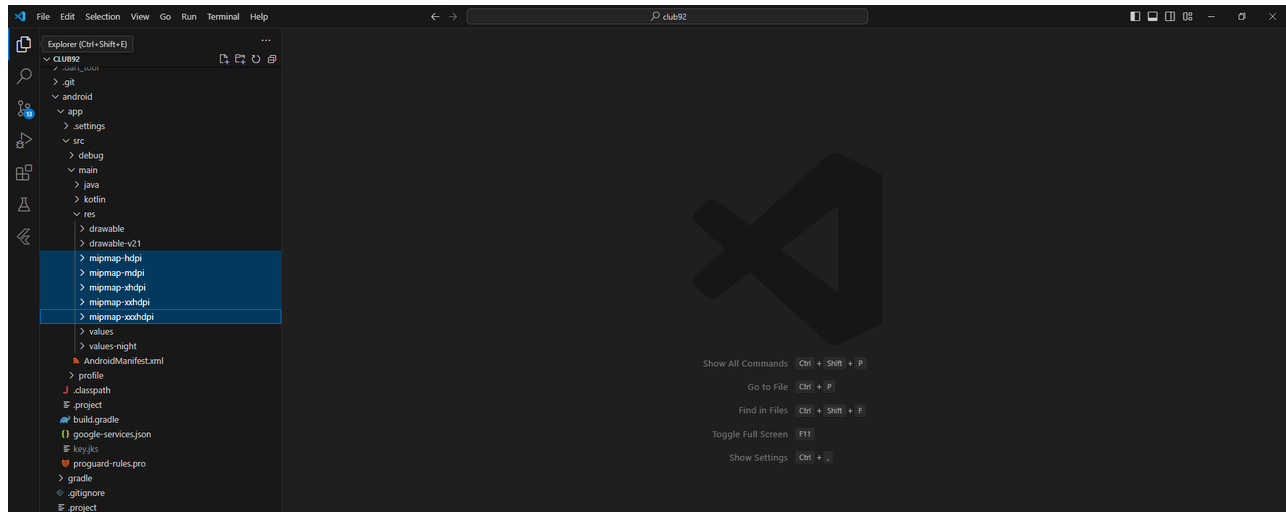 File Edit Selection View Go Run Terminal Help
club92
Explorer (Ctrl+Shift+E)
CLUB92
.dart_tool
.git
android
app
.settings
src
debug
main
java
kotlin
res
drawable
drawable-v21
mipmap-hdpi
mipmap-mdpi
mipmap-xhdpi
mipmap-xxhdpi
mipmap-xxxhdpi
values
values-night
AndroidManifest.xml
profile
.classpath
.project
build.gradle
google-services.json
key.jks
proguard-rules.pro
gradle
.gitignore
.project
13
Show All Commands Ctrl + Shift + P
Go to File Ctrl + P
Find in Files Ctrl + Shift + F
Toggle Full Screen F11
Show Settings Ctrl + ,